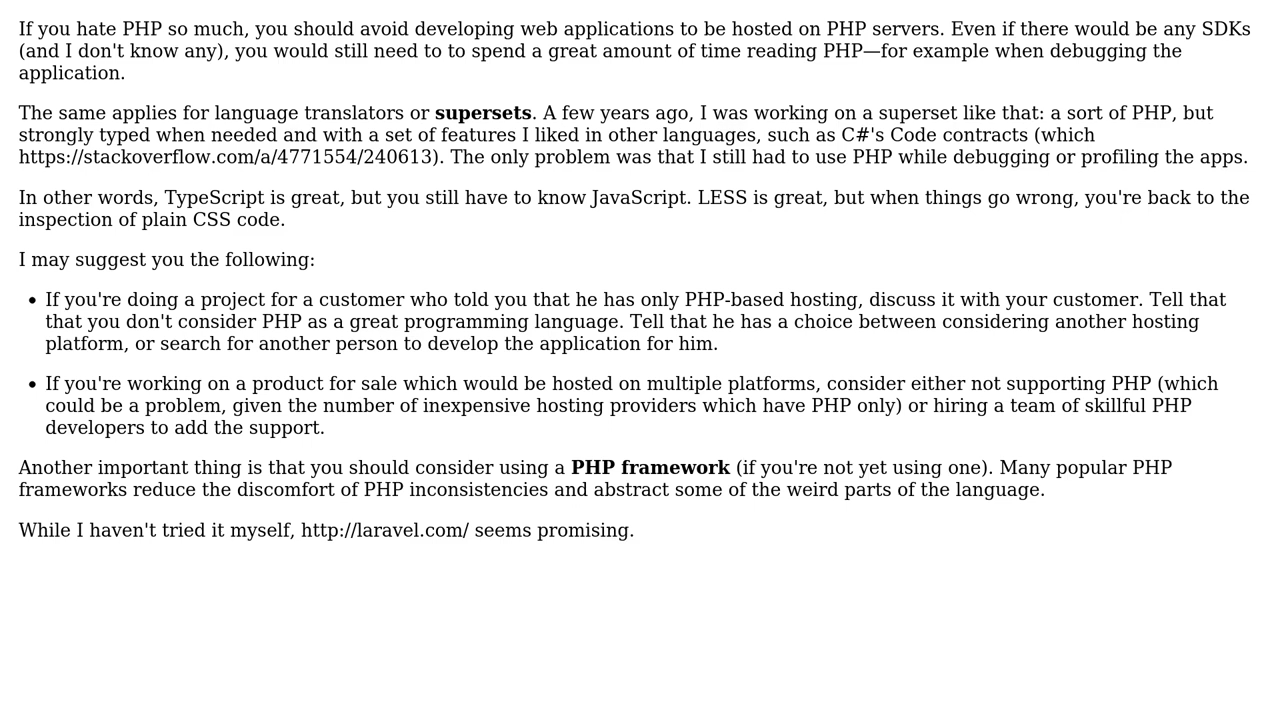 If you hate PHP so much, you should avoid developing web applications to be hosted on PHP servers. Even if there would be any SDKs
(and I don't know any), you would still need to to spend a great amount of time reading PHP—for example when debugging the
application.
The same applies for language translators or supersets. A few years ago, I was working on a superset like that: a sort of PHP, but
strongly typed when needed and with a set of features I liked in other languages, such as C#'s Code contracts (which
https://stackoverflow.com/a/4771554/240613). The only problem was that I still had to use PHP while debugging or profiling the apps.
In other words, TypeScript is great, but you still have to know JavaScript. LESS is great, but when things go wrong, you're back to the
inspection of plain CSS code.
I may suggest you the following:
• If you're doing a project for a customer who told you that he has only PHP-based hosting, discuss it with your customer. Tell that
that you don't consider PHP as a great programming language. Tell that he has a choice between considering another hosting
platform, or search for another person to develop the application for him.
• If you're working on a product for sale which would be hosted on multiple platforms, consider either not supporting PHP (which
could be a problem, given the number of inexpensive hosting providers which have PHP only) or hiring a team of skillful PHP
developers to add the support.
Another important thing is that you should consider using a PHP framework (if you're not yet using one). Many popular PHP
frameworks reduce the discomfort of PHP inconsistencies and abstract some of the weird parts of the language.
While I haven't tried it myself, http://laravel.com/ seems promising.